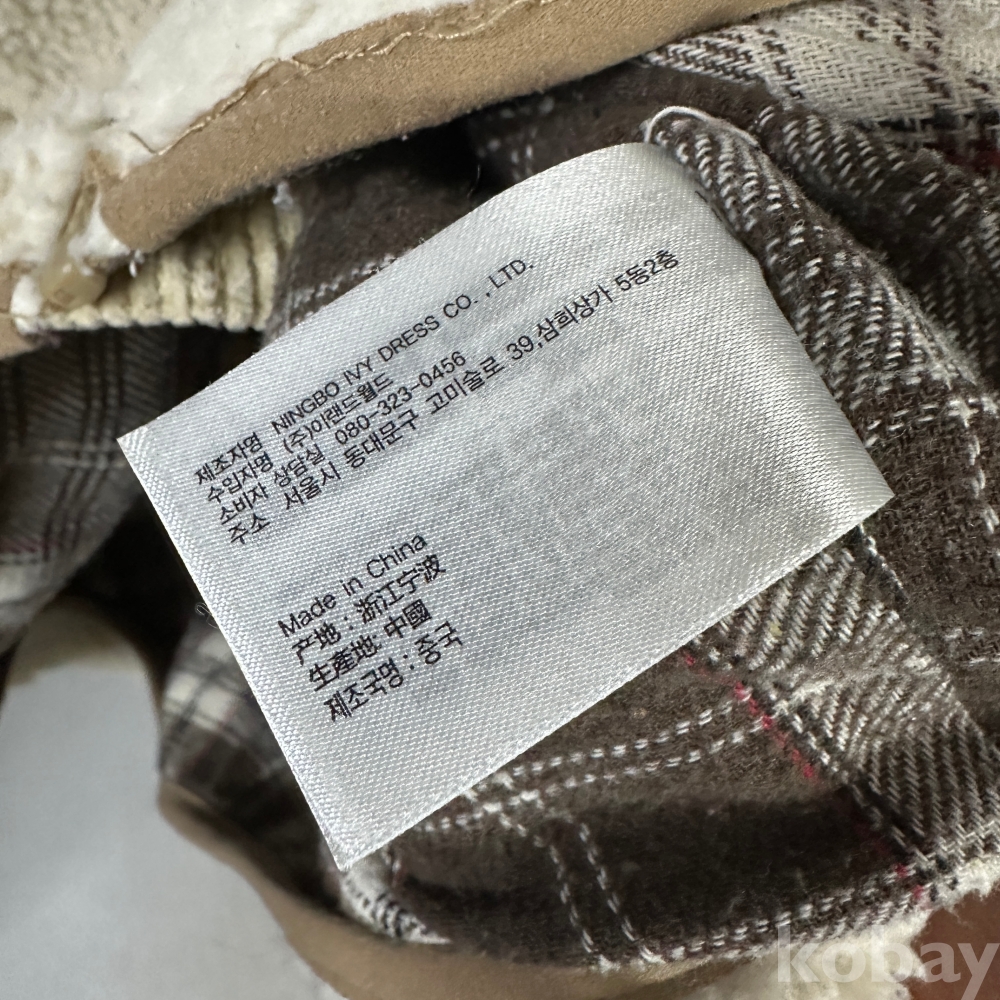 제조자명 NINGBO IVY DRESS CO.,LTD.
수입자명 (주)이랜드월드
소비자 상담실 080-323-0456
주소 서울시 동대문구 고미술로 39,삼희상가 5동2층
Made in China
产地 : 浙江宁波
生産地: 中國
제조국명 : 중국
kobay